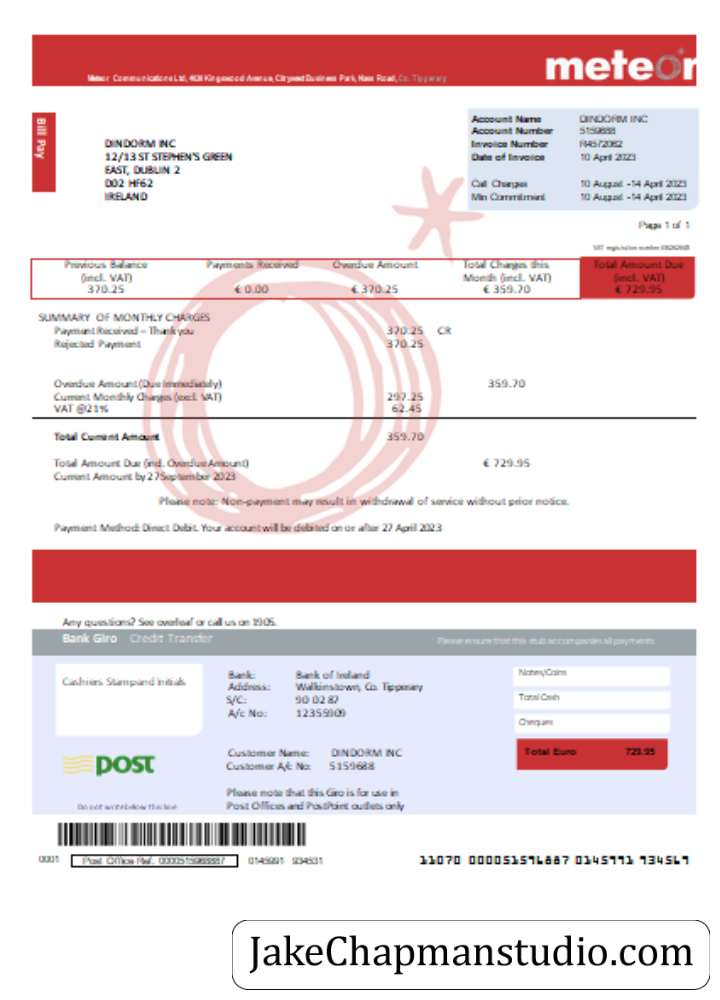 meteor
Meteor Communications Ltd, 4030 Kingswood Avenue, Citywest Business Park, Naas Road, Co. Tipperary
Bill Pay
DINDORM INC
12/13 ST STEPHEN'S GREEN
EAST, DUBLIN 2
D02 HF62
IRELAND
Account Name DINDORM INC
Account Number 5159688
Invoice Number R4572062
Date of Invoice 10 April 2023
Call Charges 10 August -14 April 2023
Min Commitment 10 August -14 April 2023
Page 1 of 1
VAT registration number
Previous Balance (incl. VAT) 370.25
Payments Received € 0.00
Overdue Amount € 370.25
Total Charges this Month (incl. VAT) € 359.70
Total Amount Due (incl. VAT) € 729.95
SUMMARY OF MONTHLY CHARGES
Payment Received – Thank you 370.25 CR
Rejected Payment 370.25
Overdue Amount (Due Immediately) 359.70
Current Monthly Charges (excl. VAT) 297.25
VAT @21% 62.45
Total Current Amount 359.70
Total Amount Due (incl. Overdue Amount) € 729.95
Current Amount by 27 September 2023
Please note: Non-payment may result in withdrawal of service without prior notice.
Payment Method: Direct Debit. Your account will be debited on or after 27 April 2023
Any questions? See overleaf or call us on 1905.
Bank Giro Credit Transfer
Please ensure that this stub accompanies all payments
Cashiers Stamp and Initials
Bank: Bank of Ireland
Address: Walkinstown, Co. Tipperary
S/C: 90 02 87
A/c No: 12355909
Notes/Coins
Total Cash
Cheques
Total Euro 729.95
post
Customer Name: DINDORM INC
Customer A/c No: 5159688
Please note that this Giro is for use in
Post Offices and PostPoint outlets only
Do not write below this line
0001 Post Office Ref. 0000515968887 0145991 934531
11070 000051596887 0145991 934569
JakeChapmanstudio.com